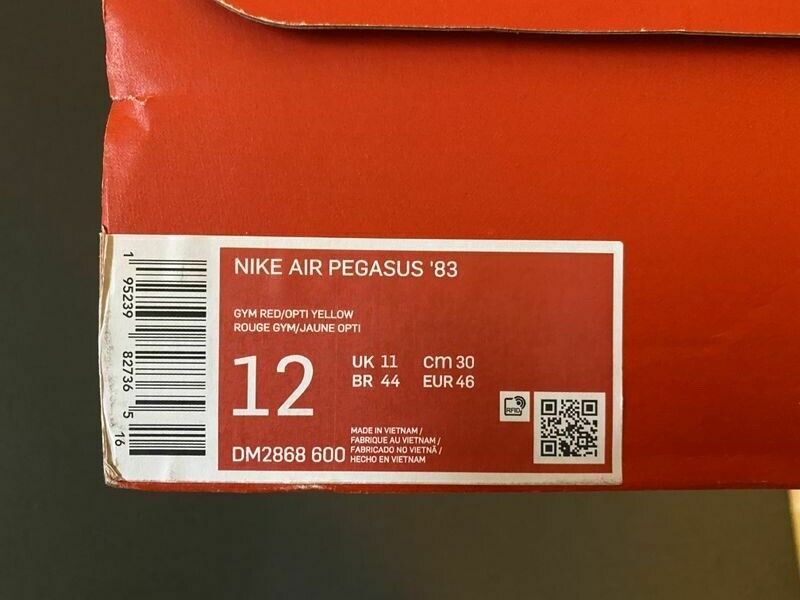 NIKE AIR PEGASUS '83
GYM RED/OPTI YELLOW
ROUGE GYM/JAUNE OPTI
12
UK 11 cm 30
BR 44 EUR 46
RFID
DM2868 600
MADE IN VIETNAM /
FABRIQUE AU VIETNAM /
FABRICADO NO VIETNÃ /
HECHO EN VIETNAM
1 95239 82736 5 16